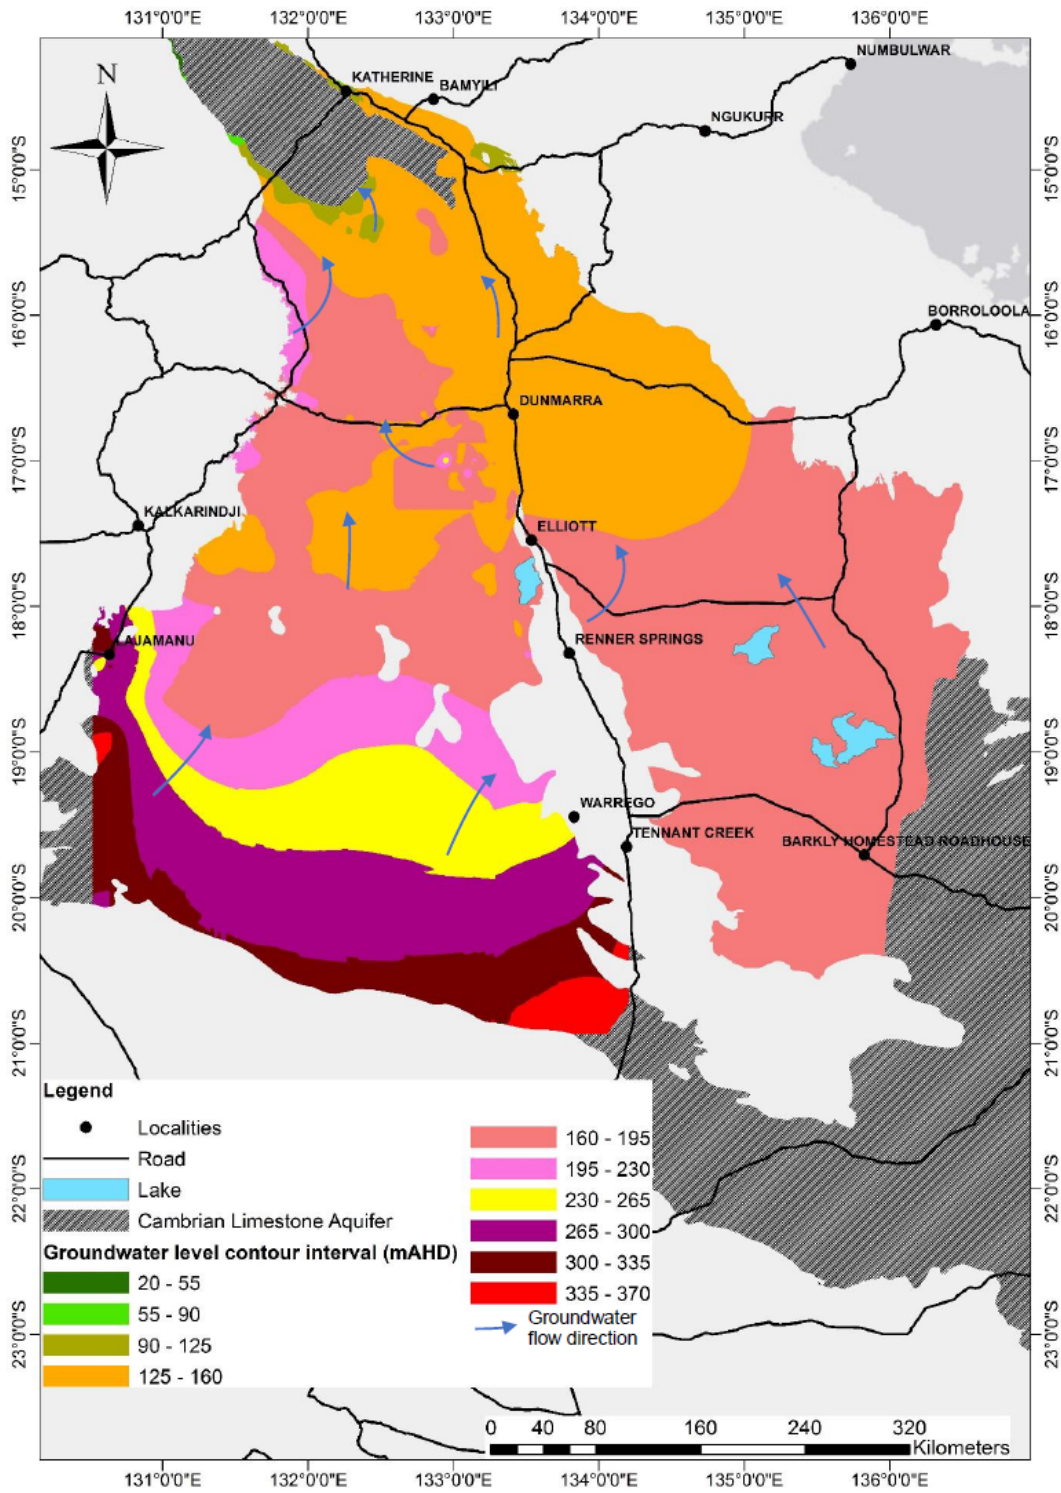 131°0'0"E 132°0'0"E 133°0'0"E 134°0'0"E 135°0'0"E 136°0'0"E
N
NUMBULWAR
KATHERINE
BAMYILI
NGUKURR
15°0'0"S 15°0'0"S
BORROLOOLA
16°0'0"S 16°0'0"S
DUNMARRA
17°0'0"S 17°0'0"S
KALKARINDJI
ELLIOTT
18°0'0"S 18°0'0"S
LAJAMANU
RENNER SPRINGS
19°0'0"S 19°0'0"S
WARREGO
TENNANT CREEK
BARKLY HOMESTEAD ROADHOUSE
20°0'0"S 20°0'0"S
21°0'0"S 21°0'0"S
22°0'0"S 22°0'0"S
23°0'0"S 23°0'0"S
Legend
Localities
Road
Lake
Cambrian Limestone Aquifer
Groundwater level contour interval (mAHD)
20 - 55
55 - 90
90 - 125
125 - 160
160 - 195
195 - 230
230 - 265
265 - 300
300 - 335
335 - 370
Groundwater
flow direction
0 40 80 160 240 320
Kilometers
131°0'0"E 132°0'0"E 133°0'0"E 134°0'0"E 135°0'0"E 136°0'0"E